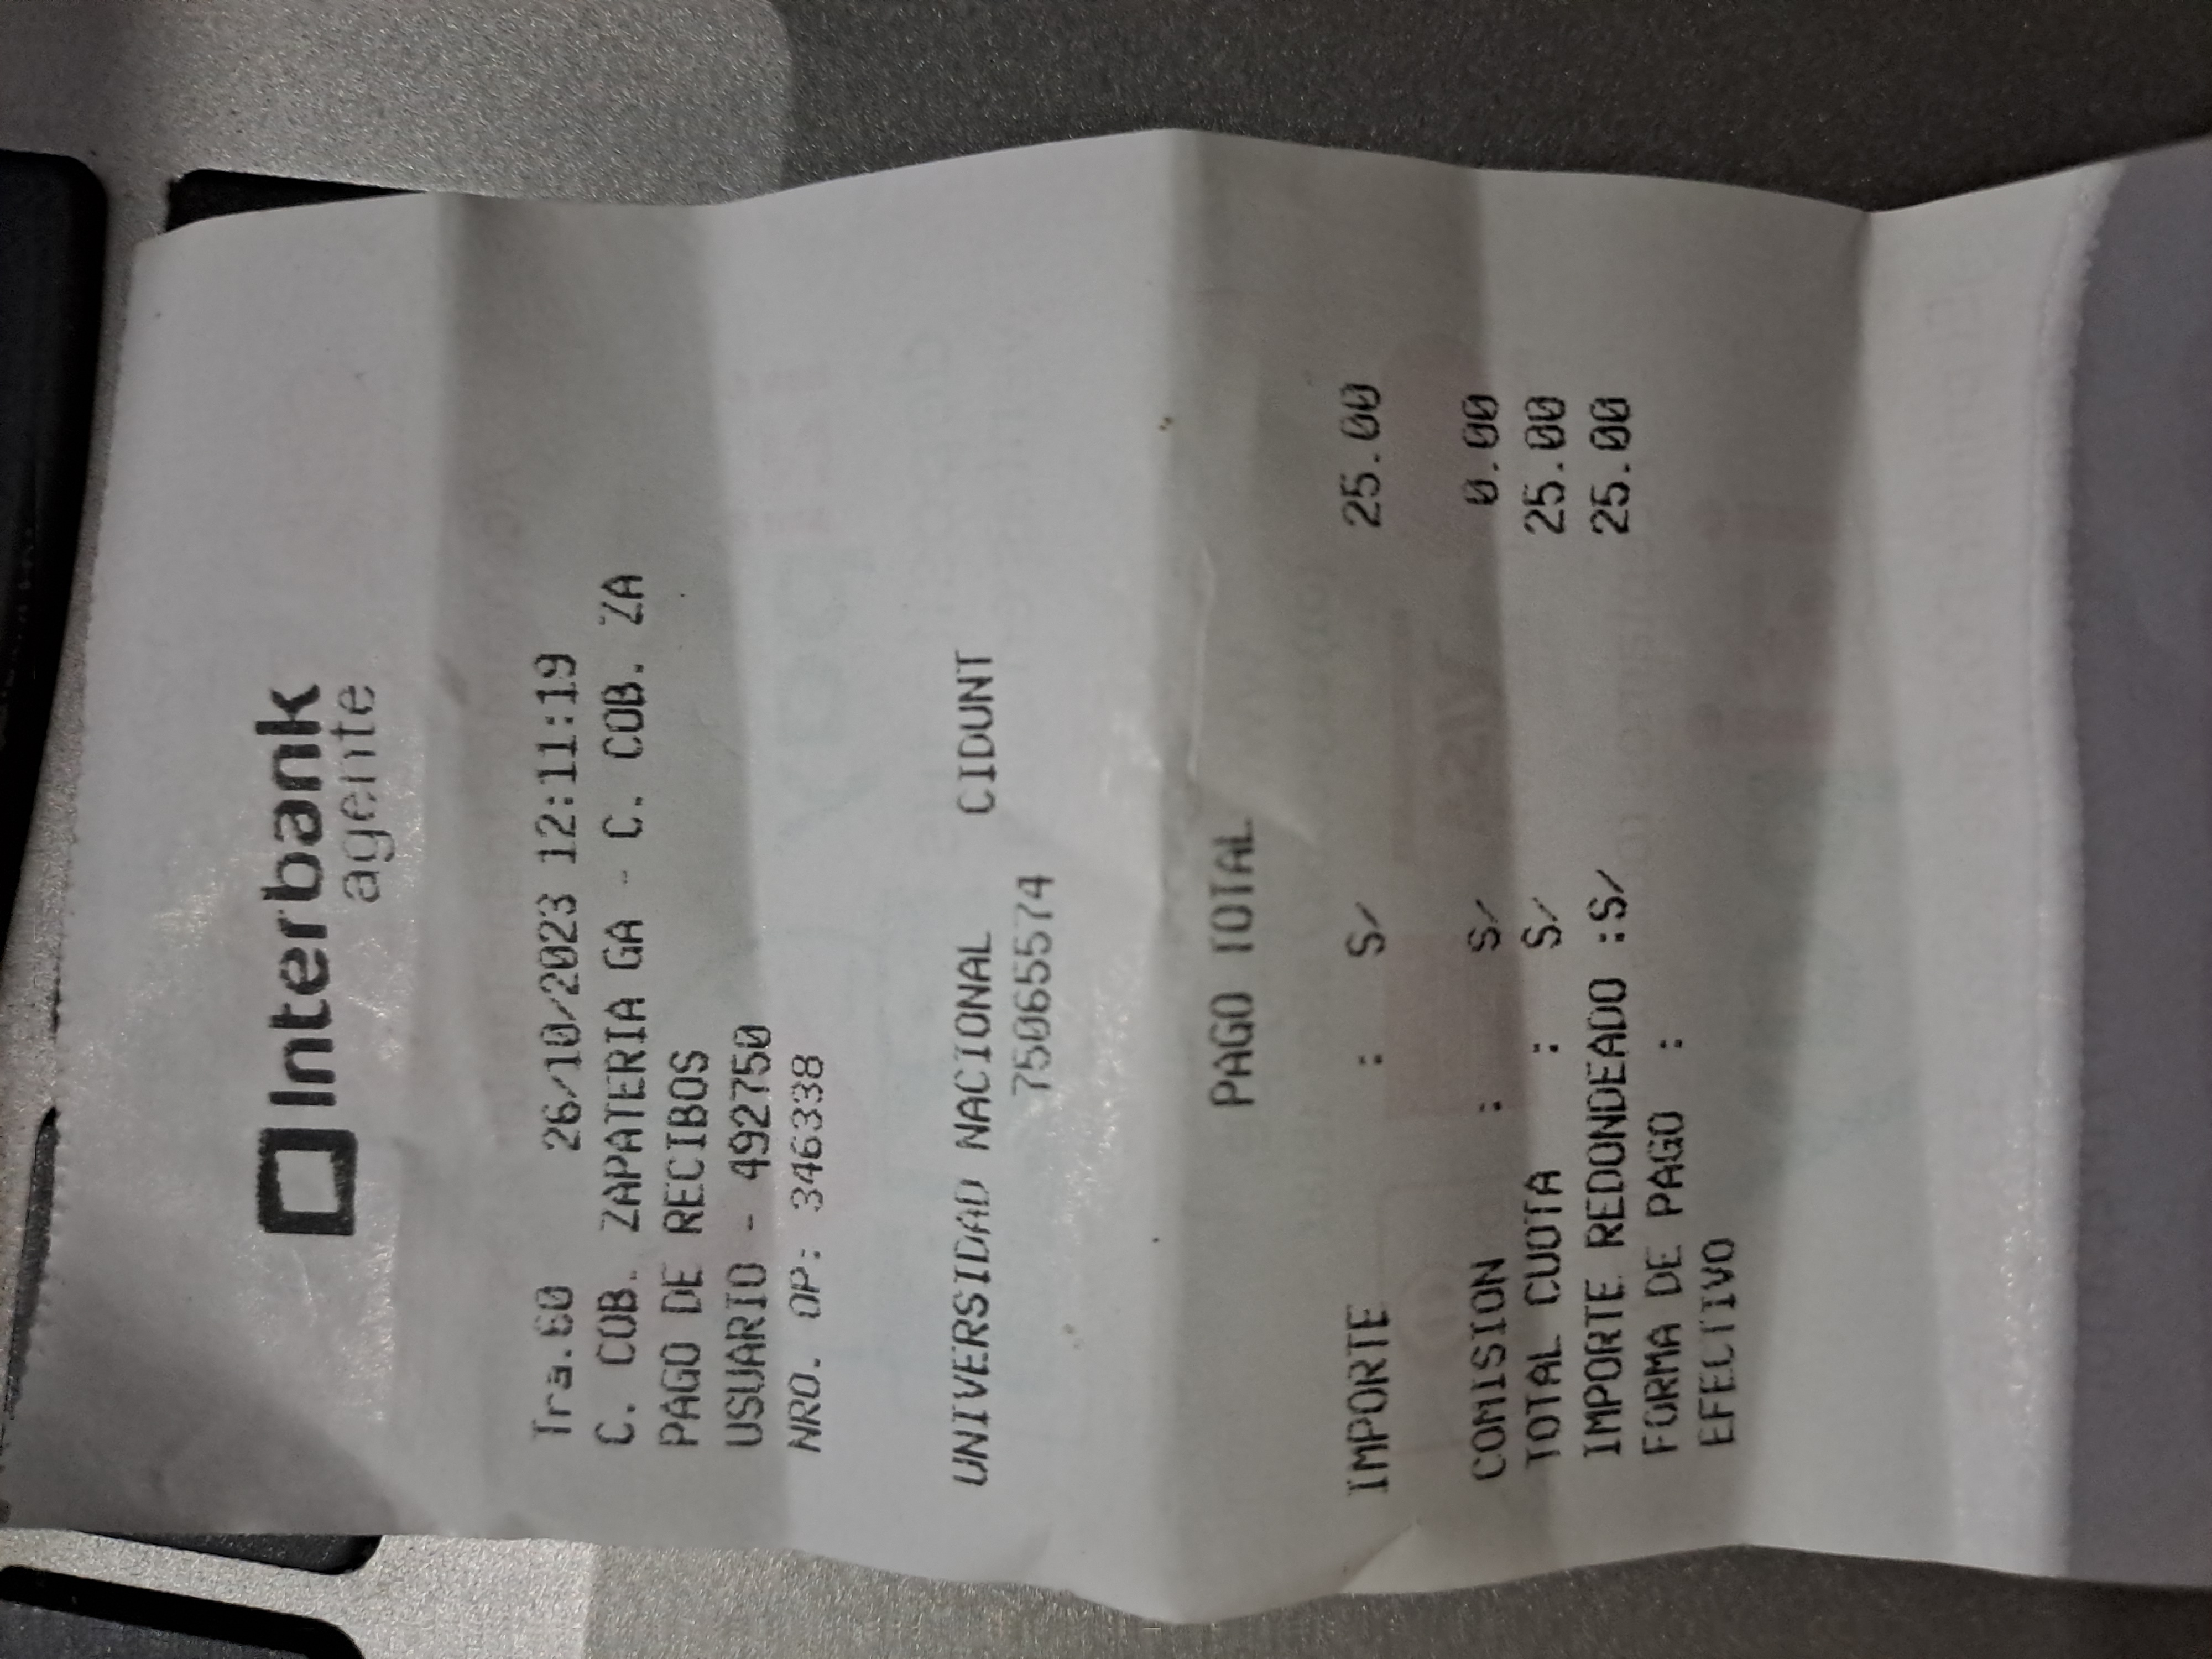 Interbank
agente
Tra.60 26/10/2023 12:11:19
C. COB. ZAPATERIA GA - C. COB. ZA
PAGO DE RECIBOS
USUARIO - 492750
NRO. OP: 346338
UNIVERSIDAD NACIONAL CIDUNT
750655574
PAGO TOTAL
IMPORTE : S/ 25.00
COMISION : S/ 0.00
TOTAL CUOTA : S/ 25.00
IMPORTE REDONDEADO :S/ 25.00
FORMA DE PAGO :
EFECTIVO